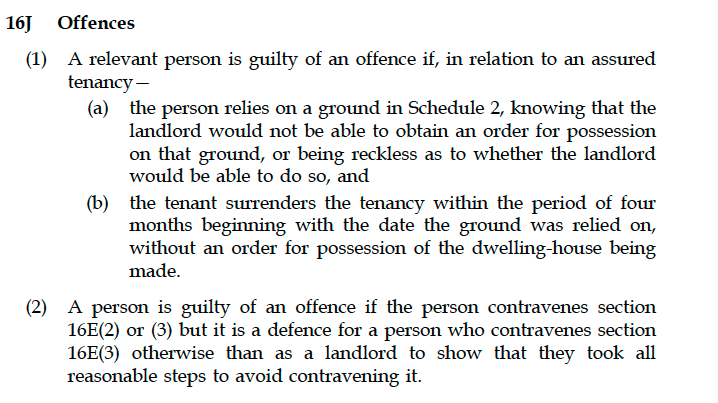 16J Offences
(1) A relevant person is guilty of an offence if, in relation to an assured
tenancy—
(a) the person relies on a ground in Schedule 2, knowing that the
landlord would not be able to obtain an order for possession
on that ground, or being reckless as to whether the landlord
would be able to do so, and
(b) the tenant surrenders the tenancy within the period of four
months beginning with the date the ground was relied on,
without an order for possession of the dwelling-house being
made.
(2) A person is guilty of an offence if the person contravenes section
16E(2) or (3) but it is a defence for a person who contravenes section
16E(3) otherwise than as a landlord to show that they took all
reasonable steps to avoid contravening it.